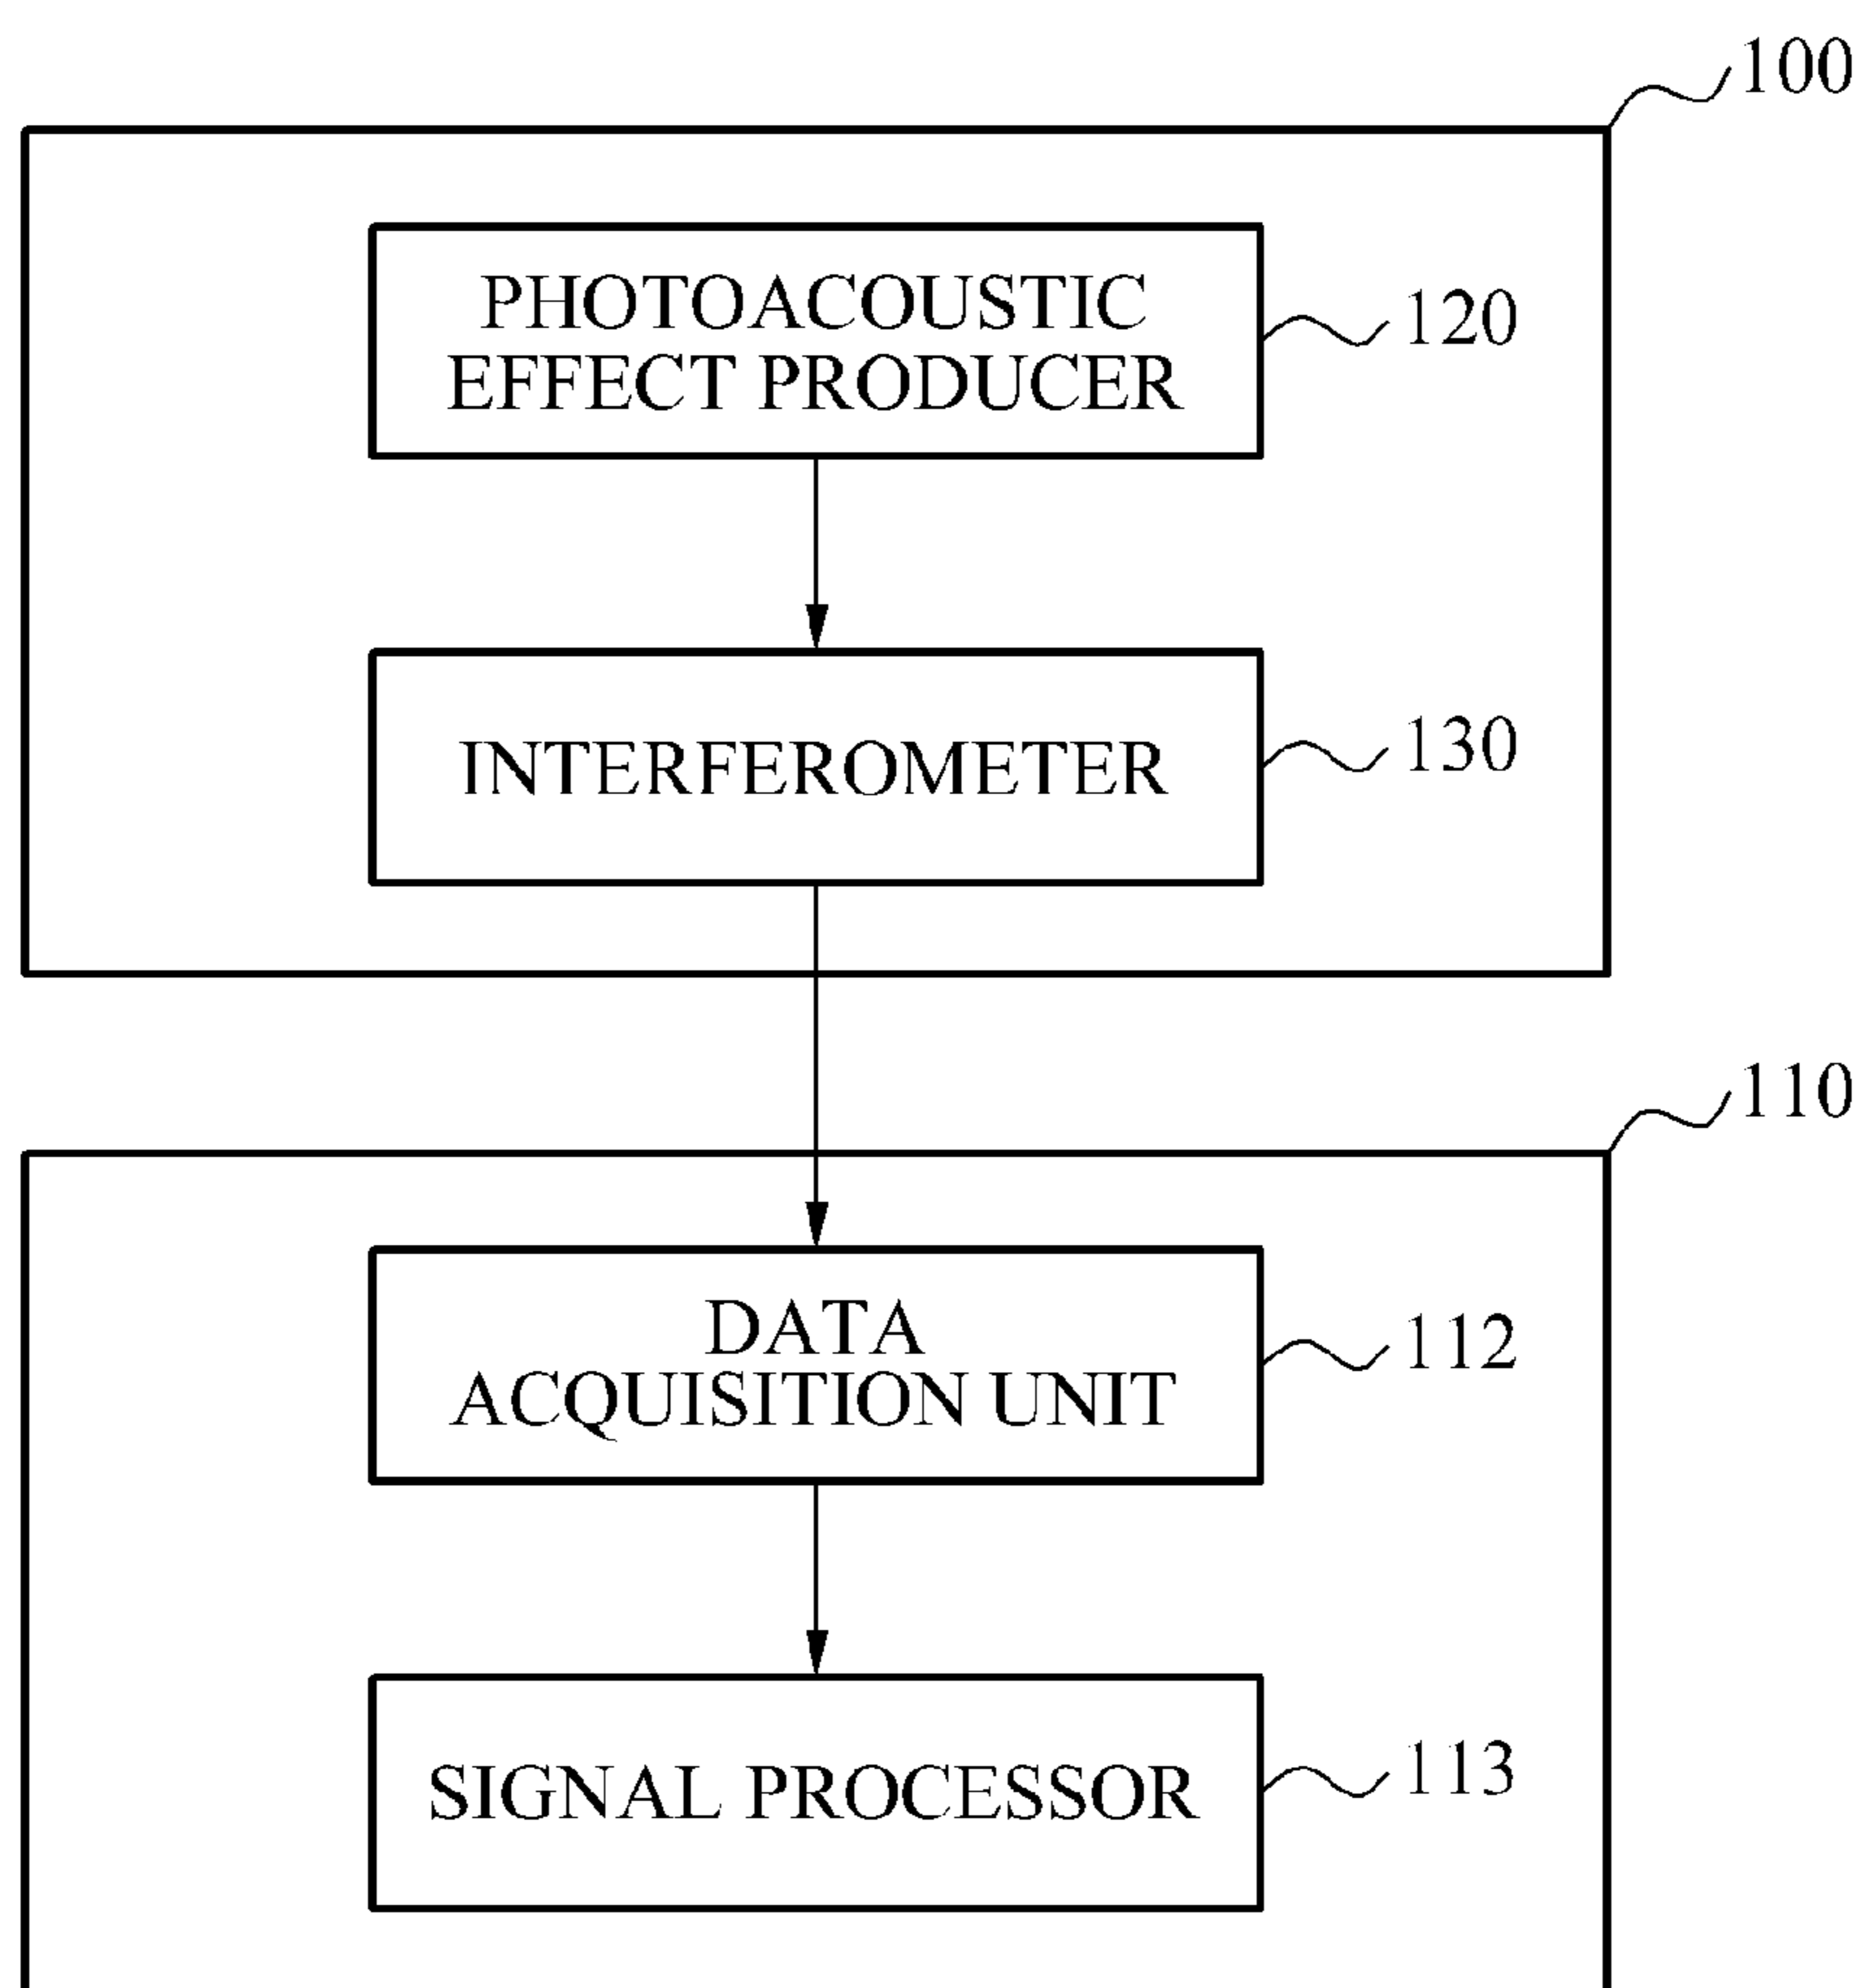 100
PHOTOACOUSTIC
EFFECT PRODUCER
120
INTERFEROMETER
130
110
DATA
ACQUISITION UNIT
112
SIGNAL PROCESSOR
113